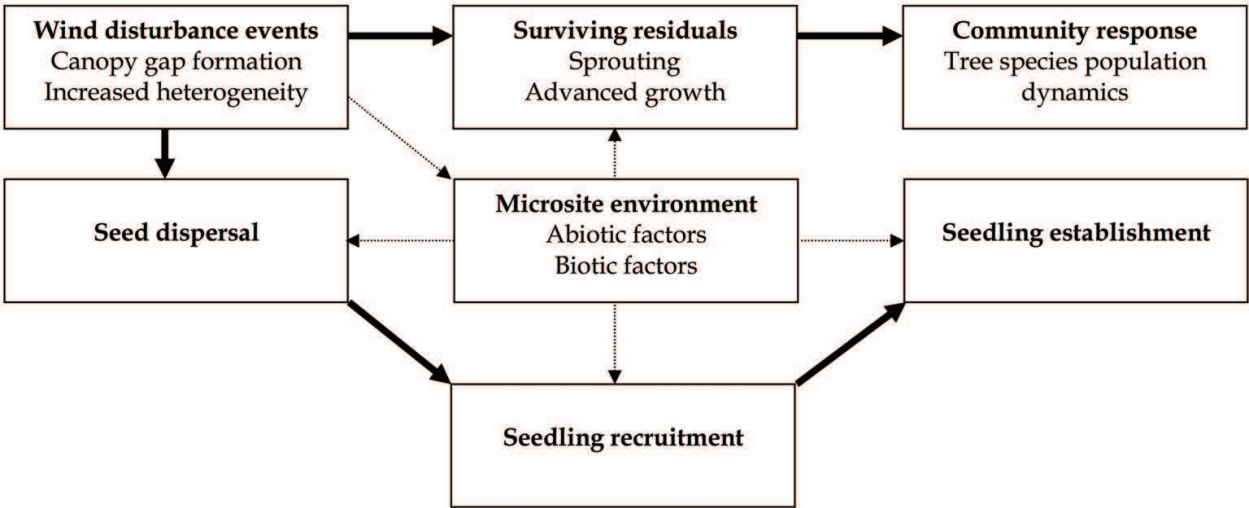 Wind disturbance events
Canopy gap formation
Increased heterogeneity
Surviving residuals
Sprouting
Advanced growth
Community response
Tree species population
dynamics
Seed dispersal
Microsite environment
Abiotic factors
Biotic factors
Seedling establishment
Seedling recruitment